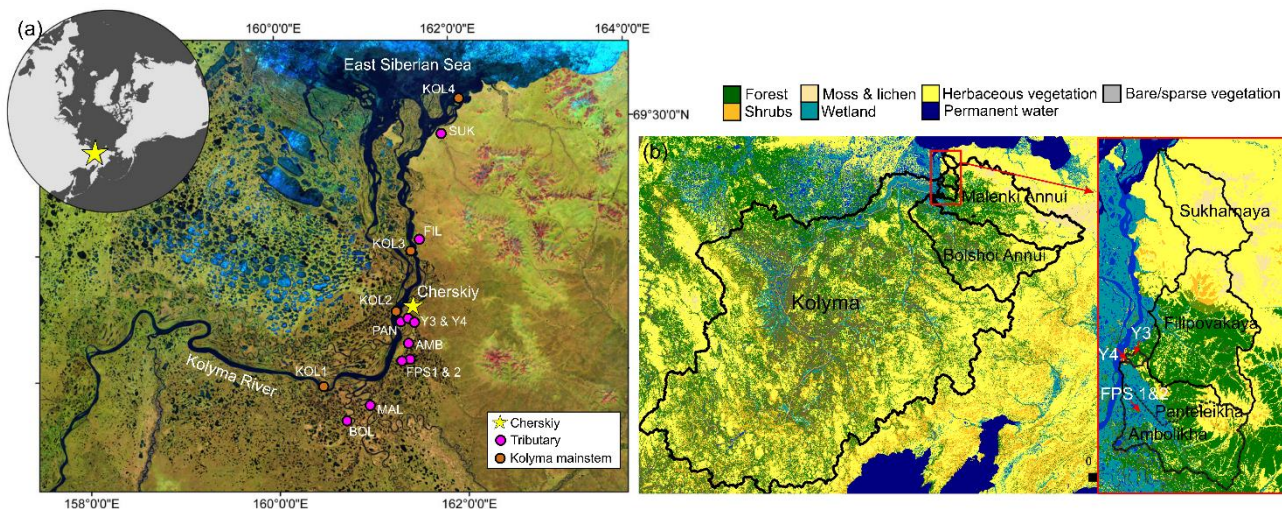 (a)
160°0'0"E
162°0'0"E
164°0'0"E
East Siberian Sea
KOL4
69°30'0"N
SUK
FIL
KOL3
Cherskiy
KOL2
PAN
Y3 & Y4
AMB
Kolyma River
KOL1
FPS1 & 2
MAL
BOL
Cherskiy
Tributary
Kolyma mainstem
158°0'0"E
160°0'0"E
162°0'0"E
Forest
Moss & lichen
Herbaceous vegetation
Bare/sparse vegetation
Shrubs
Wetland
Permanent water
(b)
Malenki Annui
Bolshoi Annui
Kolyma
0
Sukharnaya
Filipovakaya
Y3
Y4
FPS 1&2
Panteleikha
Ambolikha